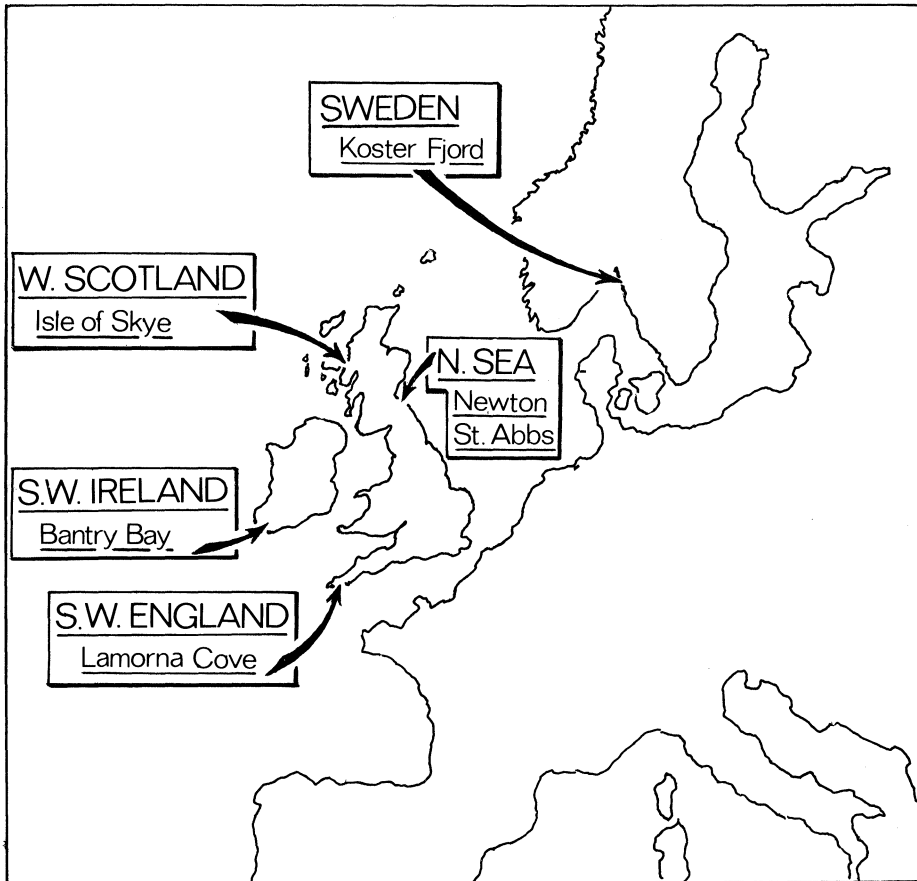 SWEDEN
Koster Fjord
W. SCOTLAND
Isle of Skye
N. SEA
Newton
St. Abbs
S.W. IRELAND
Bantry Bay
S.W. ENGLAND
Lamorna Cove